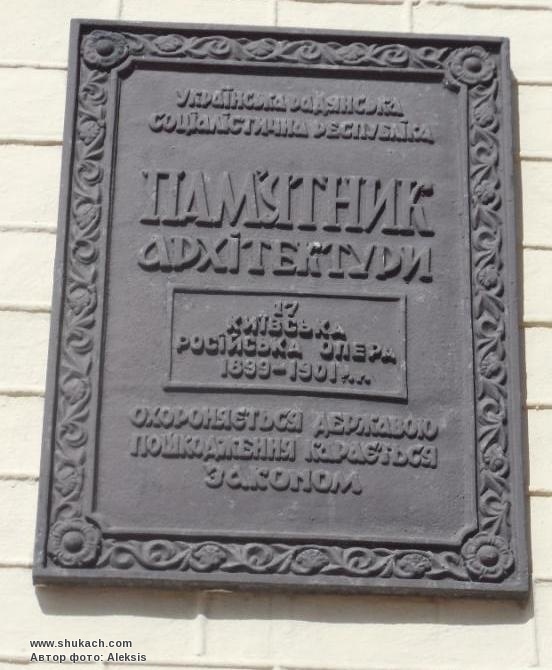 УКРАЇНСЬКА РАДЯНСЬКА
СОЦІАЛІСТИЧНА РЕСПУБЛІКА
ПАМ'ЯТНИК
АРХІТЕКТУРИ
17
КИЇВСЬКА
РОСІЙСЬКА ОПЕРА
1899-1901 р.р.
ОХОРОНЯЄТЬСЯ ДЕРЖАВОЮ
ПОШКОДЖЕННЯ КАРАЄТЬСЯ
ЗАКОНОМ
www.shukach.com
Автор фото: Aleksis